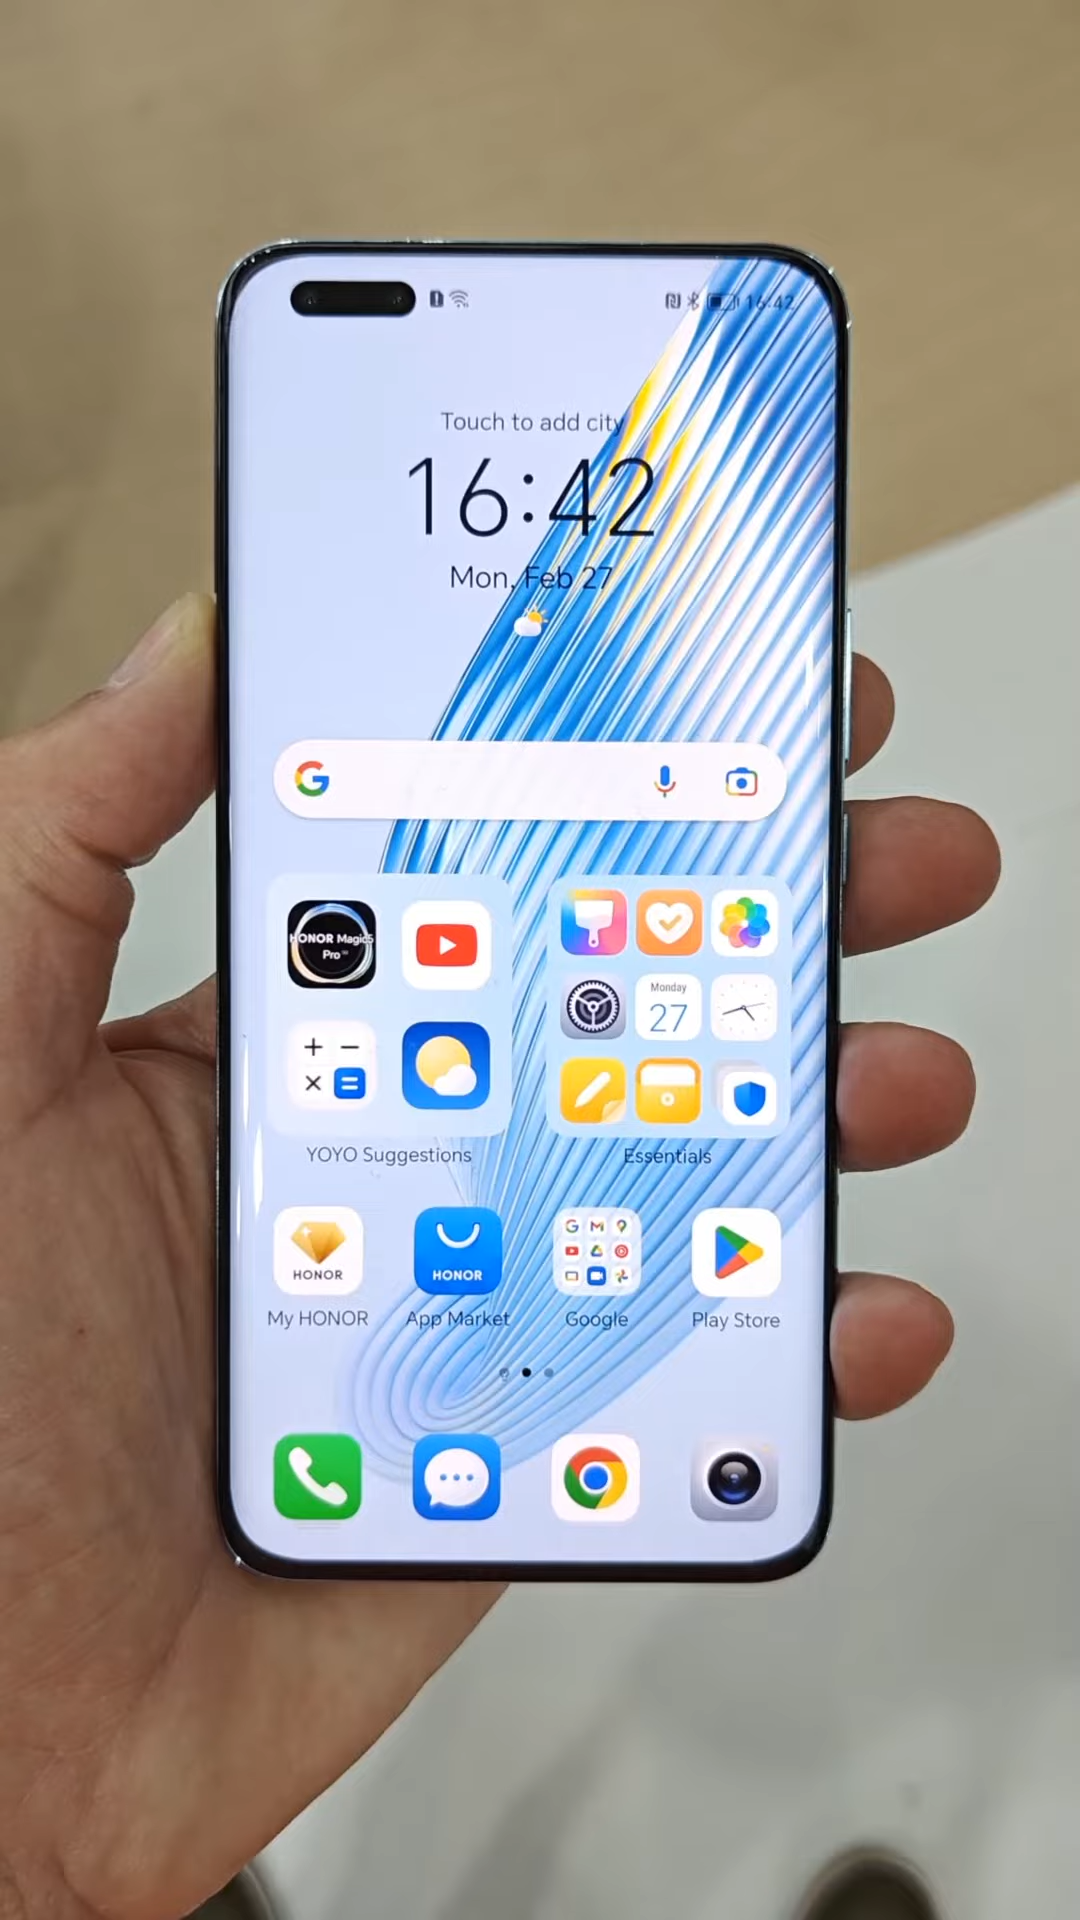 16:42
Touch to add city
16:42
Mon, Feb 27
HONOR Magic5
Pro
Monday
27
YOYO Suggestions
Essentials
HONOR
HONOR
My HONOR
App Market
Google
Play Store